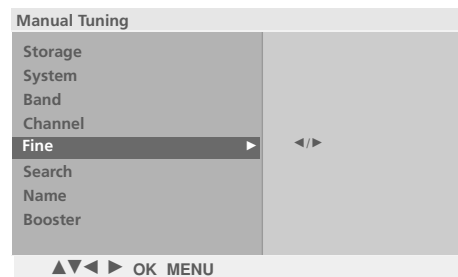 Manual Tuning
Storage
System
Band
Channel
Fine ► ◄/►
Search
Name
Booster
▲▼◄ ► OK MENU